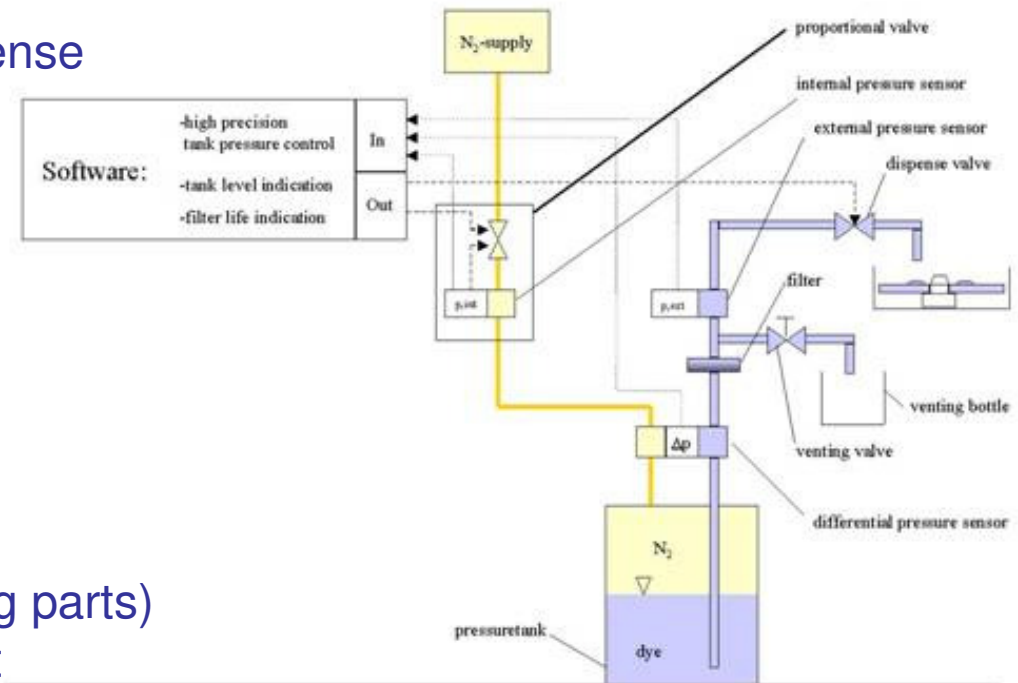 ense
N₂-supply
proportional valve
internal pressure sensor
external pressure sensor
dispense valve
Software:
-high precision
tank pressure control
-tank level indication
-filter life indication
In
Out
p,int
p,ext
filter
venting bottle
venting valve
Δp
differential pressure sensor
N₂
g parts)
pressuretank
dye